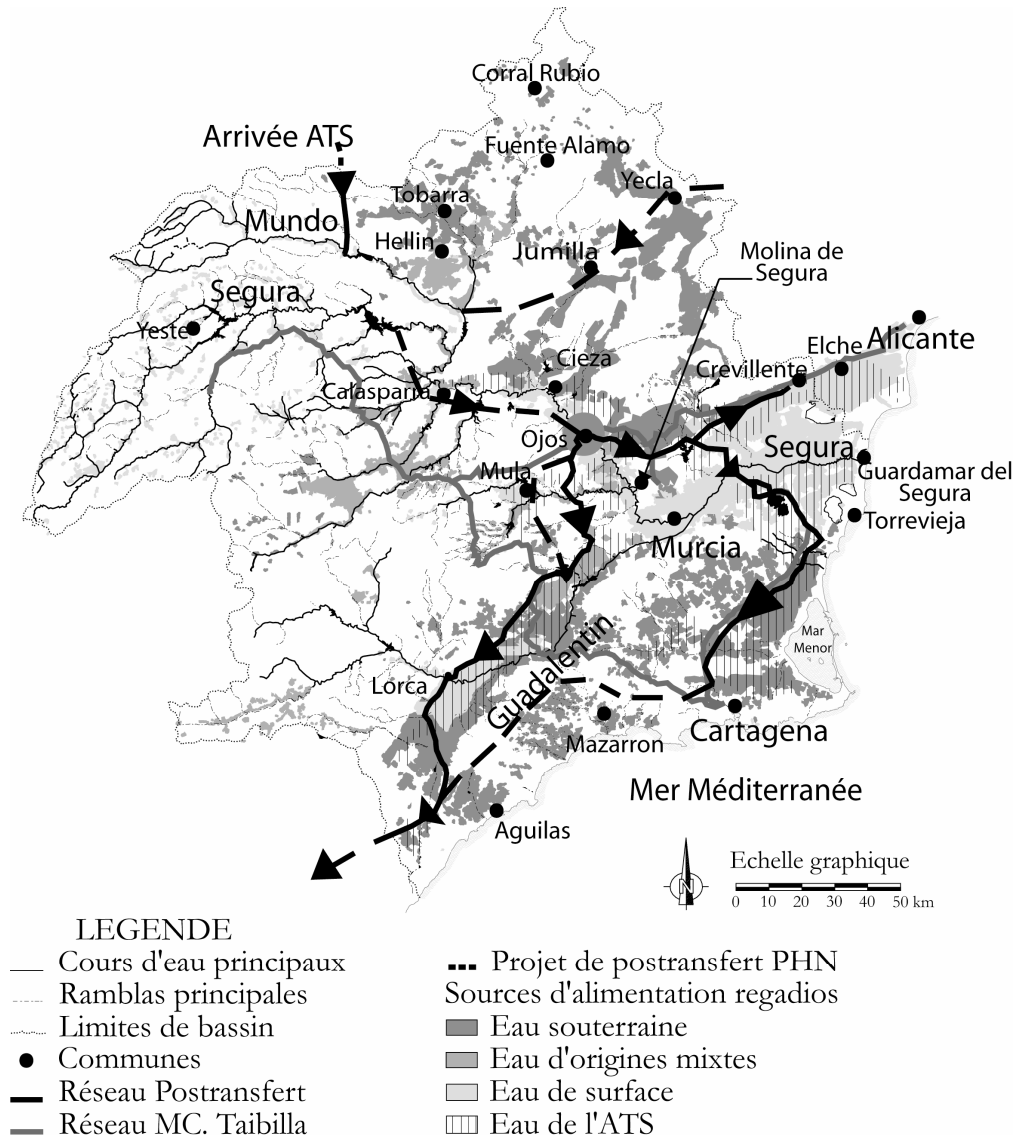 Corral Rubio
Arrivée ATS
Fuente Alamo
Yecla
Tobarra
Mundo
Hellin
Jumilla
Molina de
Segura
Segura
Yeste
Elche
Alicante
Cieza
Crevillente
Calasparra
Ojos
Segura
Mula
Guardamar del
Segura
Torrevieja
Murcia
Mar
Menor
Guadalentin
Lorca
Cartagena
Mazarron
Mer Méditerranée
Aguilas
Echelle graphique
N
0 10 20 30 40 50 km
LEGENDE
Cours d'eau principaux
Ramblas principales
Limites de bassin
Communes
Réseau Postransfert
Réseau MC. Taibilla
Projet de postransfert PHN
Sources d'alimentation regadios
Eau souterraine
Eau d'origines mixtes
Eau de surface
Eau de l'ATS